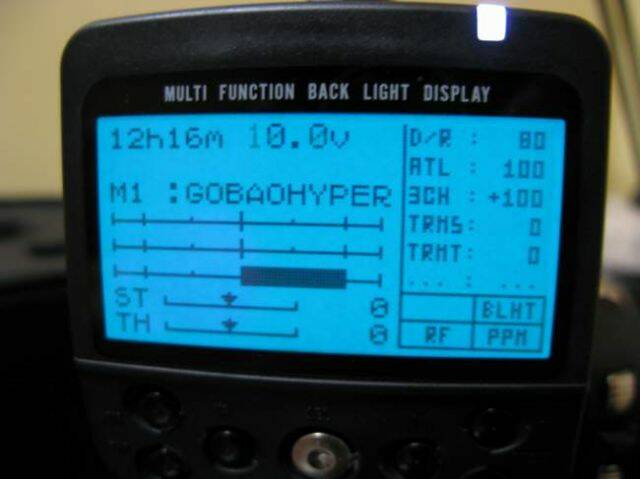 MULTI FUNCTION BACK LIGHT DISPLAY
12h16m 10.0v
M1 :GOBAOHYPER
ST 0
TH 0
D/R : 80
ATL : 100
3CH : +100
TRMS : 0
TRMT : 0
... : ...
BLHT
RF PPM